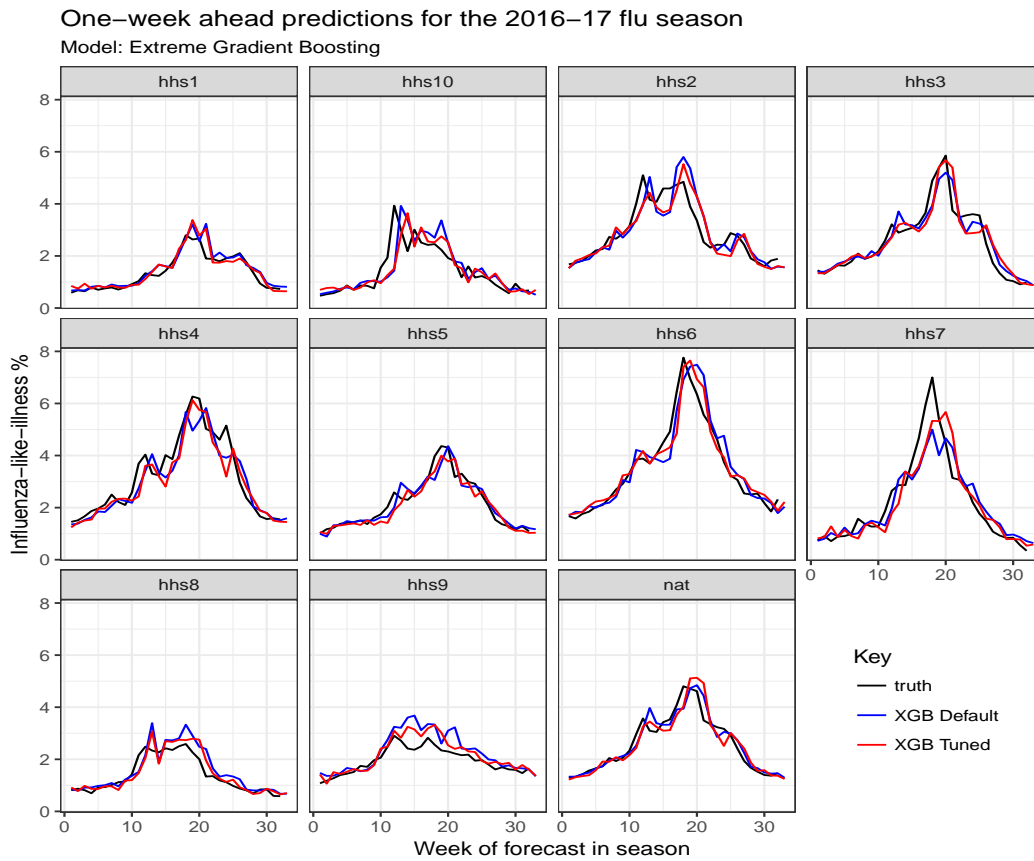 One−week ahead predictions for the 2016−17 flu season
Model: Extreme Gradient Boosting
hhs1 hhs10 hhs2 hhs3
8
6
4
2
0
hhs4 hhs5 hhs6 hhs7
8
6
4
2
0
0 10 20 30
hhs8 hhs9 nat
8
6
4
2
0
0 10 20 30 0 10 20 30 0 10 20 30
Influenza−like−illness %
Week of forecast in season
Key
truth
XGB Default
XGB Tuned